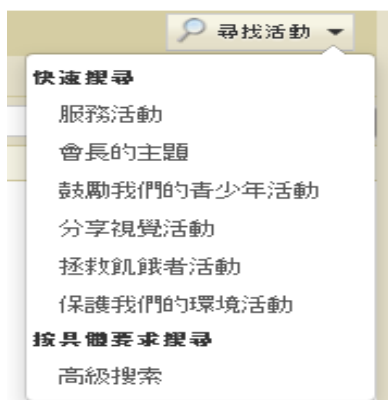 尋找活動
快速搜尋
服務活動
會長的主題
鼓勵我們的青少年活動
分享視覺活動
拯救飢餓者活動
保護我們的環境活動
按具體要求搜尋
高級搜索